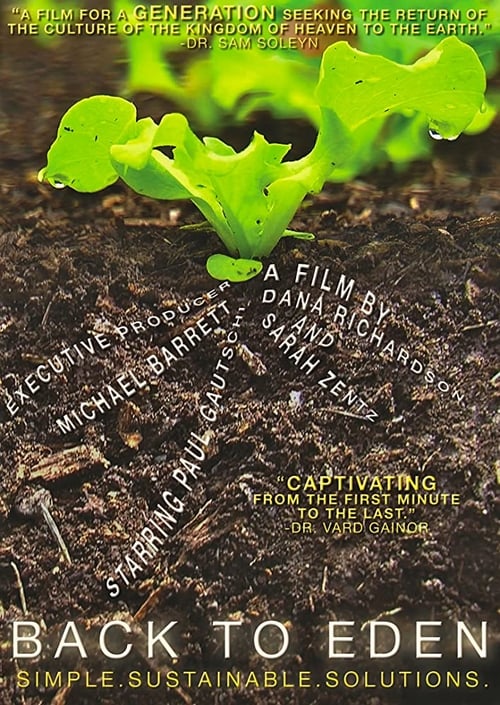 “A FILM FOR A GENERATION SEEKING THE RETURN OF
THE CULTURE OF THE KINGDOM OF HEAVEN TO THE EARTH.”
-DR. SAM SOLEYN
A FILM BY
DANA RICHARDSON
AND
SARAH ZENTZ
EXECUTIVE PRODUCER
MICHAEL BARRETT
STARRING PAUL GAUTSCHI
“CAPTIVATING
FROM THE FIRST MINUTE
TO THE LAST.”
-DR. VARD GAINOR
BACK TO EDEN
SIMPLE.SUSTAINABLE.SOLUTIONS.